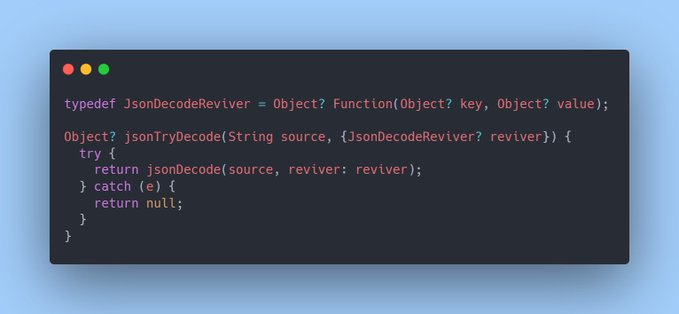 typedef JsonDecodeReviver = Object? Function(Object? key, Object? value);

Object? jsonTryDecode(String source, {JsonDecodeReviver? reviver}) {
  try {
    return jsonDecode(source, reviver: reviver);
  } catch (e) {
    return null;
  }
}